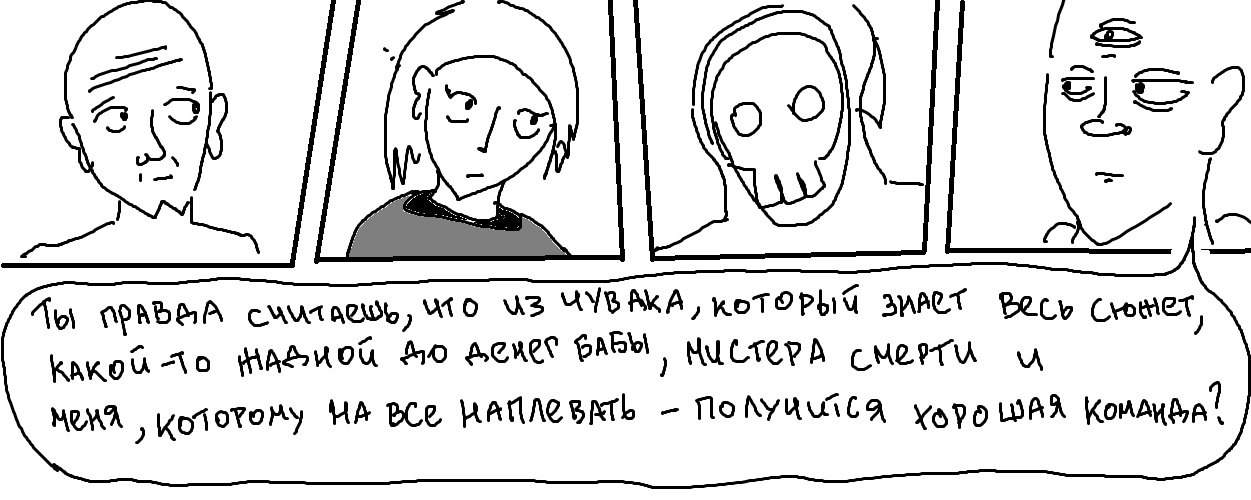 Ты правда считаешь, что из чувака, который знает весь сюжет,
какой-то жадной до денег бабы, мистера смерти и
меня, которому на все наплевать - получится хорошая команда?